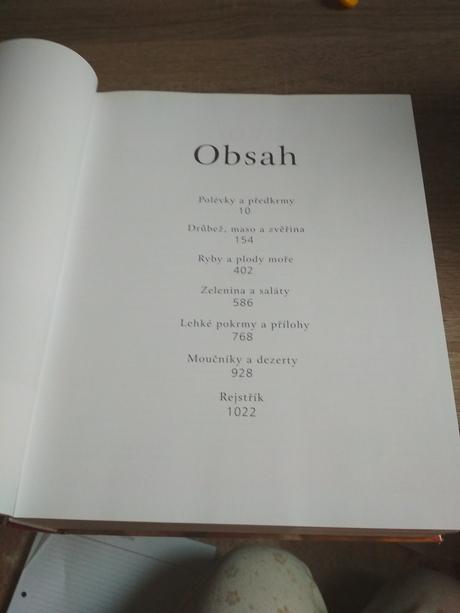 Obsah
Polévky a předkrmy
10
Drůbež, maso a zvěřina
154
Ryby a plody moře
402
Zelenina a saláty
586
Lehké pokrmy a přílohy
768
Moučníky a dezerty
928
Rejstřík
1022